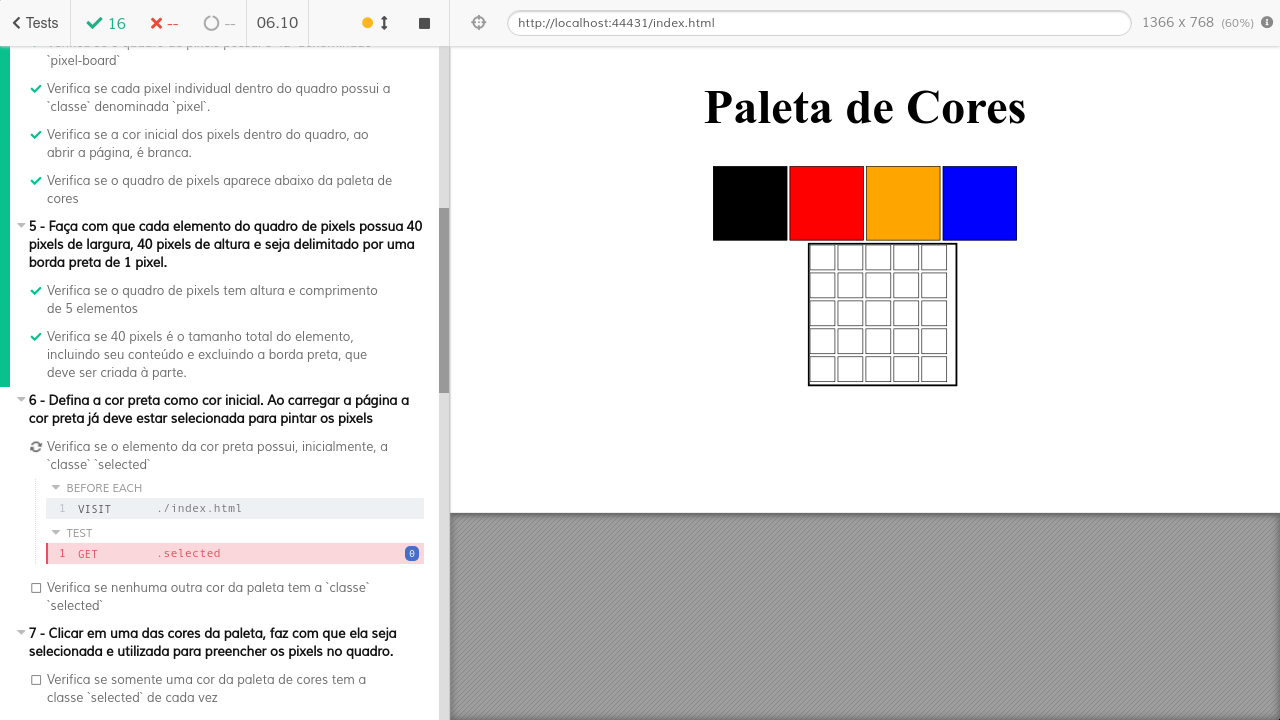 Tests
16
--
--
06.10
http://localhost:44431/index.html
1366 x 768 (60%)
`pixel-board`
Verifica se cada pixel individual dentro do quadro possui a
`classe` denominada `pixel`.
Verifica se a cor inicial dos pixels dentro do quadro, ao
abrir a página, é branca.
Verifica se o quadro de pixels aparece abaixo da paleta de
cores
5 - Faça com que cada elemento do quadro de pixels possua 40
pixels de largura, 40 pixels de altura e seja delimitado por uma
borda preta de 1 pixel.
Verifica se o quadro de pixels tem altura e comprimento
de 5 elementos
Verifica se 40 pixels é o tamanho total do elemento,
incluindo seu conteúdo e excluindo a borda preta, que
deve ser criada à parte.
6 - Defina a cor preta como cor inicial. Ao carregar a página a
cor preta já deve estar selecionada para pintar os pixels
Verifica se o elemento da cor preta possui, inicialmente, a
`classe` `selected`
BEFORE EACH
1 VISIT ./index.html
TEST
1 GET .selected 0
Verifica se nenhuma outra cor da paleta tem a `classe`
`selected`
7 - Clicar em uma das cores da paleta, faz com que ela seja
selecionada e utilizada para preencher os pixels no quadro.
Verifica se somente uma cor da paleta de cores tem a
classe `selected` de cada vez
Paleta de Cores